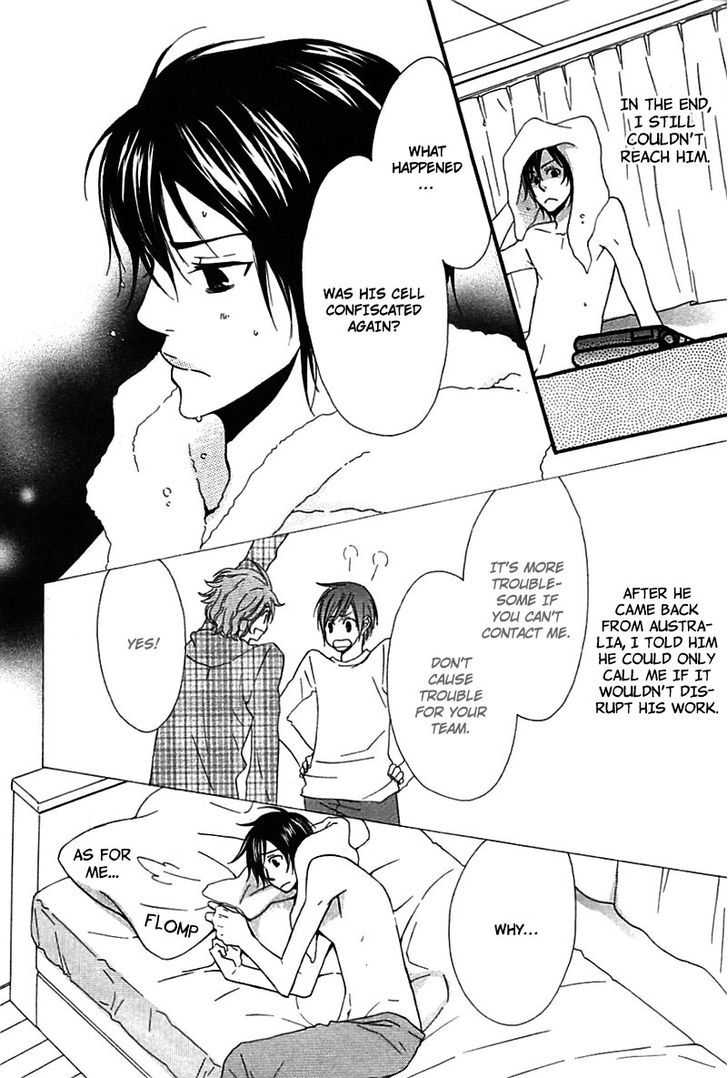 IN THE END,
I STILL
COULDN'T
REACH HIM.
WHAT
HAPPENED
...
WAS HIS CELL
CONFISCATED
AGAIN?
AFTER HE
CAME BACK
FROM AUSTRA-
LIA, I TOLD HIM
HE COULD ONLY
CALL ME IF IT
WOULDN'T DIS-
RUPT HIS WORK.
IT'S MORE
TROUBLE-
SOME IF
YOU CAN'T
CONTACT ME.
DON'T
CAUSE
TROUBLE
FOR YOUR
TEAM.
YES!
WHY...
AS FOR
ME...
FLOMP